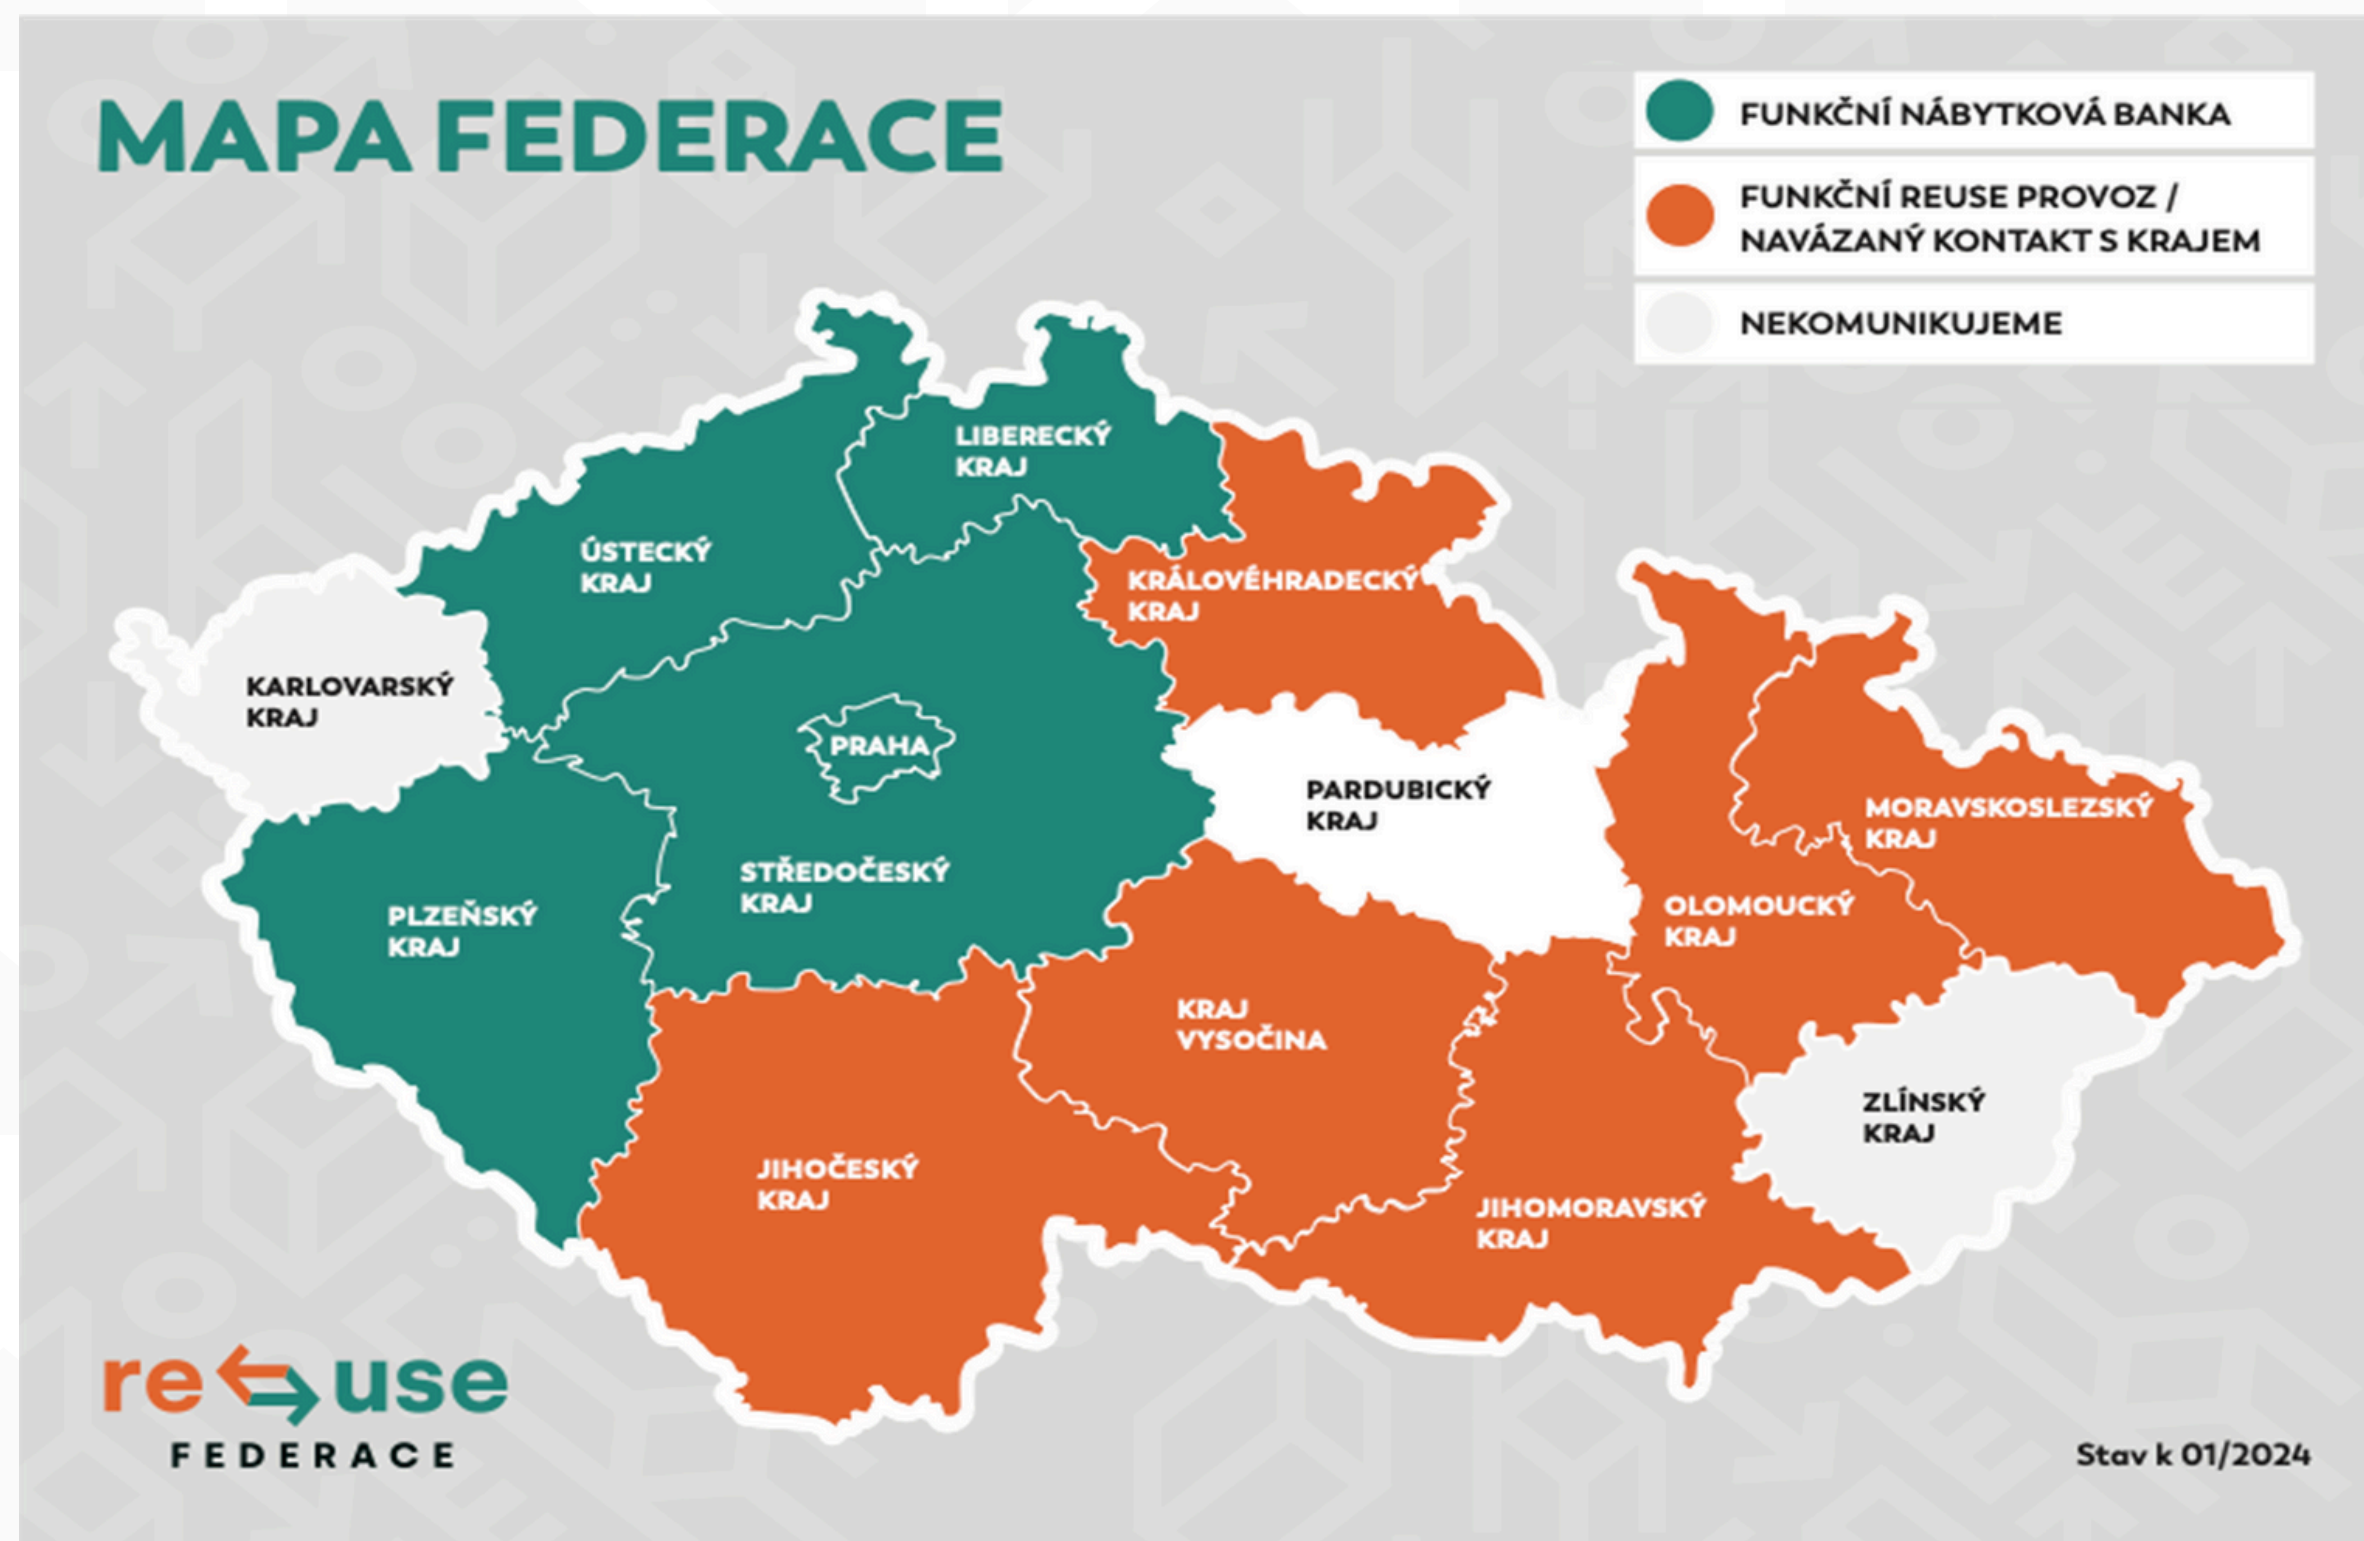 MAPA FEDERACE
FUNKČNÍ NÁBYTKOVÁ BANKA
FUNKČNÍ REUSE PROVOZ /
NAVÁZANÝ KONTAKT S KRAJEM
NEKOMUNIKUJEME
LIBERECKÝ
KRAJ
ÚSTECKÝ
KRAJ
KRÁLOVÉHRADECKÝ
KRAJ
KARLOVARSKÝ
KRAJ
PRAHA
PARDUBICKÝ
KRAJ
MORAVSKOSLEZSKÝ
KRAJ
STŘEDOČESKÝ
KRAJ
PLZEŇSKÝ
KRAJ
OLOMOUCKÝ
KRAJ
KRAJ
VYSOČINA
ZLÍNSKÝ
KRAJ
JIHOČESKÝ
KRAJ
JIHOMORAVSKÝ
KRAJ
re use
FEDERACE
Stav k 01/2024